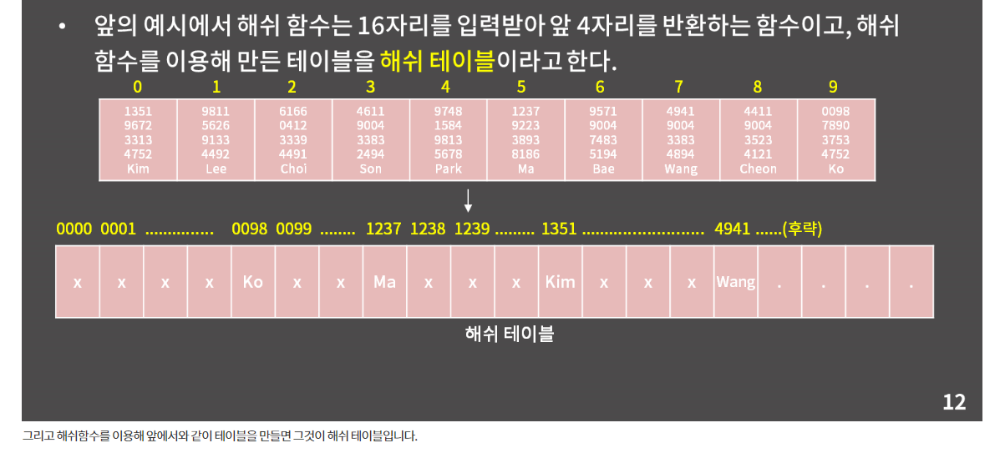 • 앞의 예시에서 해쉬 함수는 16자리를 입력받아 앞 4자리를 반환하는 함수이고, 해쉬
함수를 이용해 만든 테이블을 해쉬 테이블이라고 한다.
0 1 2 3 4 5 6 7 8 9
1351 9811 6166 4611 9748 1237 9571 4941 4411 0098
9672 5626 0412 9004 1584 9223 9004 9004 9004 7890
3313 9133 3339 3383 9813 3893 7483 3383 3523 3753
4752 4492 4491 2494 5678 8186 5194 4894 4121 4752
Kim Lee Choi Son Park Ma Bae Wang Cheon Ko
0000 0001 .............. 0098 0099 ........ 1237 1238 1239 ......... 1351 ........................... 4941 ......(후략)
x x x x Ko x x Ma x x x Kim x x x Wang . . . .
해쉬 테이블
12
그리고 해쉬함수를 이용해 앞에서와 같이 테이블을 만들면 그것이 해쉬 테이블입니다.